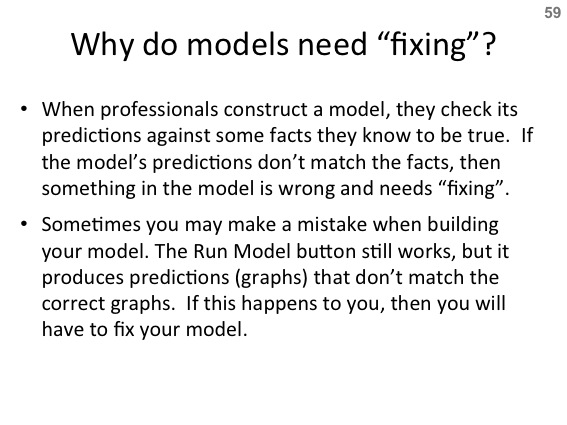 59
Why do models need “fixing”?
• When professionals construct a model, they check its
predictions against some facts they know to be true.  If
the model’s predictions don’t match the facts, then
something in the model is wrong and needs “fixing”.
• Sometimes you may make a mistake when building
your model. The Run Model button still works, but it
produces predictions (graphs) that don’t match the
correct graphs.  If this happens to you, then you will
have to fix your model.